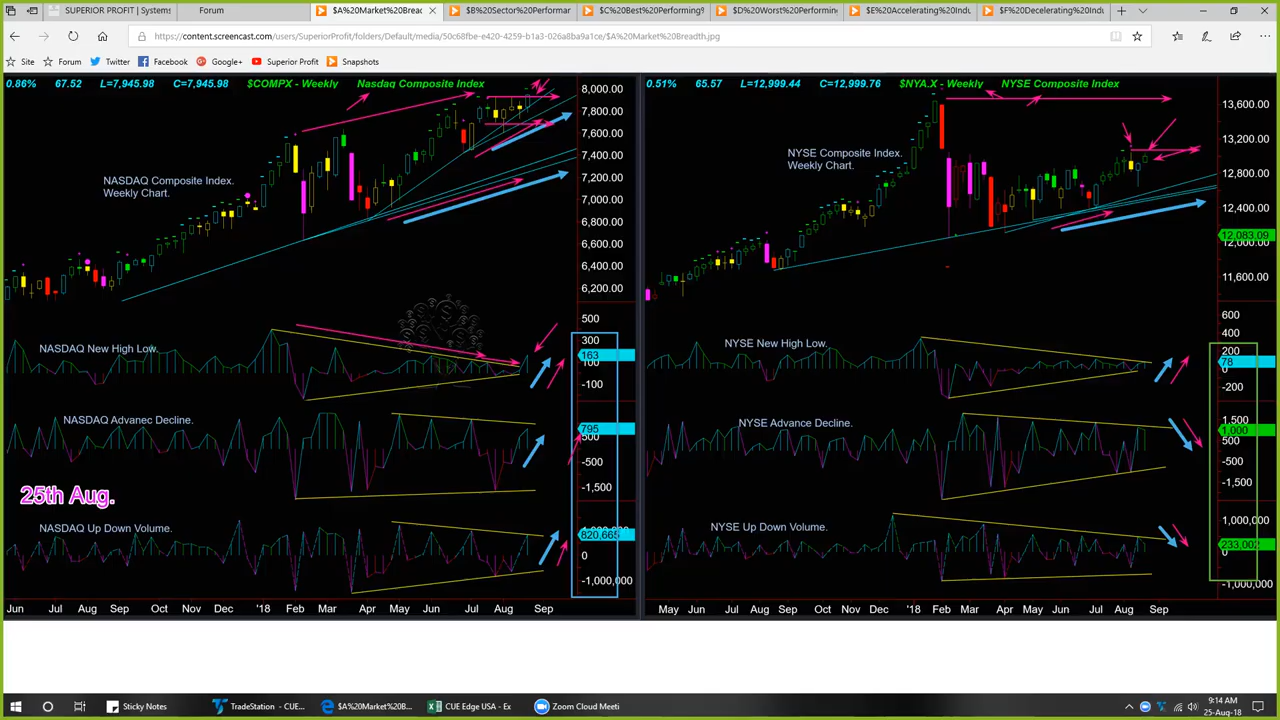 SUPERIOR PROFIT | Systems
Forum
$A%20Market%20Bread
$B%20Sector%20Performar
$C%20Best%20Performing%
$D%20Worst%20Performing
$E%20Accelerating%20Indu
$F%20Decelerating%20Indu
https://content.screencast.com/users/SuperiorProfit/folders/Default/media/50c68fbe-e420-4259-b1a3-026a8ba9a1ce/$A%20Market%20Breadth.jpg
Site Forum Twitter Facebook Google+ Superior Profit Snapshots
0.86% 67.52 L=7,945.98 C=7,945.98 $COMPX - Weekly Nasdaq Composite Index
8,000.00
7,800.00
7,600.00
7,400.00
7,200.00
7,000.00
6,800.00
6,600.00
6,400.00
6,200.00
NASDAQ Composite Index.
Weekly Chart.
500
300
163
100
-100
NASDAQ New High Low.
NASDAQ Advanec Decline.
795
500
-500
-1,500
25th Aug.
NASDAQ Up Down Volume.
820,665
0
-1,000,000
Jun Jul Aug Sep Oct Nov Dec '18 Feb Mar Apr May Jun Jul Aug Sep
0.51% 65.57 L=12,999.44 C=12,999.76 $NYA.X - Weekly NYSE Composite Index
13,600.00
13,200.00
12,800.00
12,400.00
12,083.09
12,000.00
11,600.00
NYSE Composite Index.
Weekly Chart.
600
400
200
78
0
-200
NYSE New High Low.
NYSE Advance Decline.
1,500
1,000
500
-500
-1,500
NYSE Up Down Volume.
1,000,000
233,002
0
-1,000,000
May Jun Jul Aug Sep Oct Nov Dec '18 Feb Mar Apr May Jun Jul Aug Sep
Sticky Notes
TradeStation - CUE...
$A%20Market%20B...
CUE Edge USA - Ex
Zoom Cloud Meeti
9:14 AM
25-Aug-18